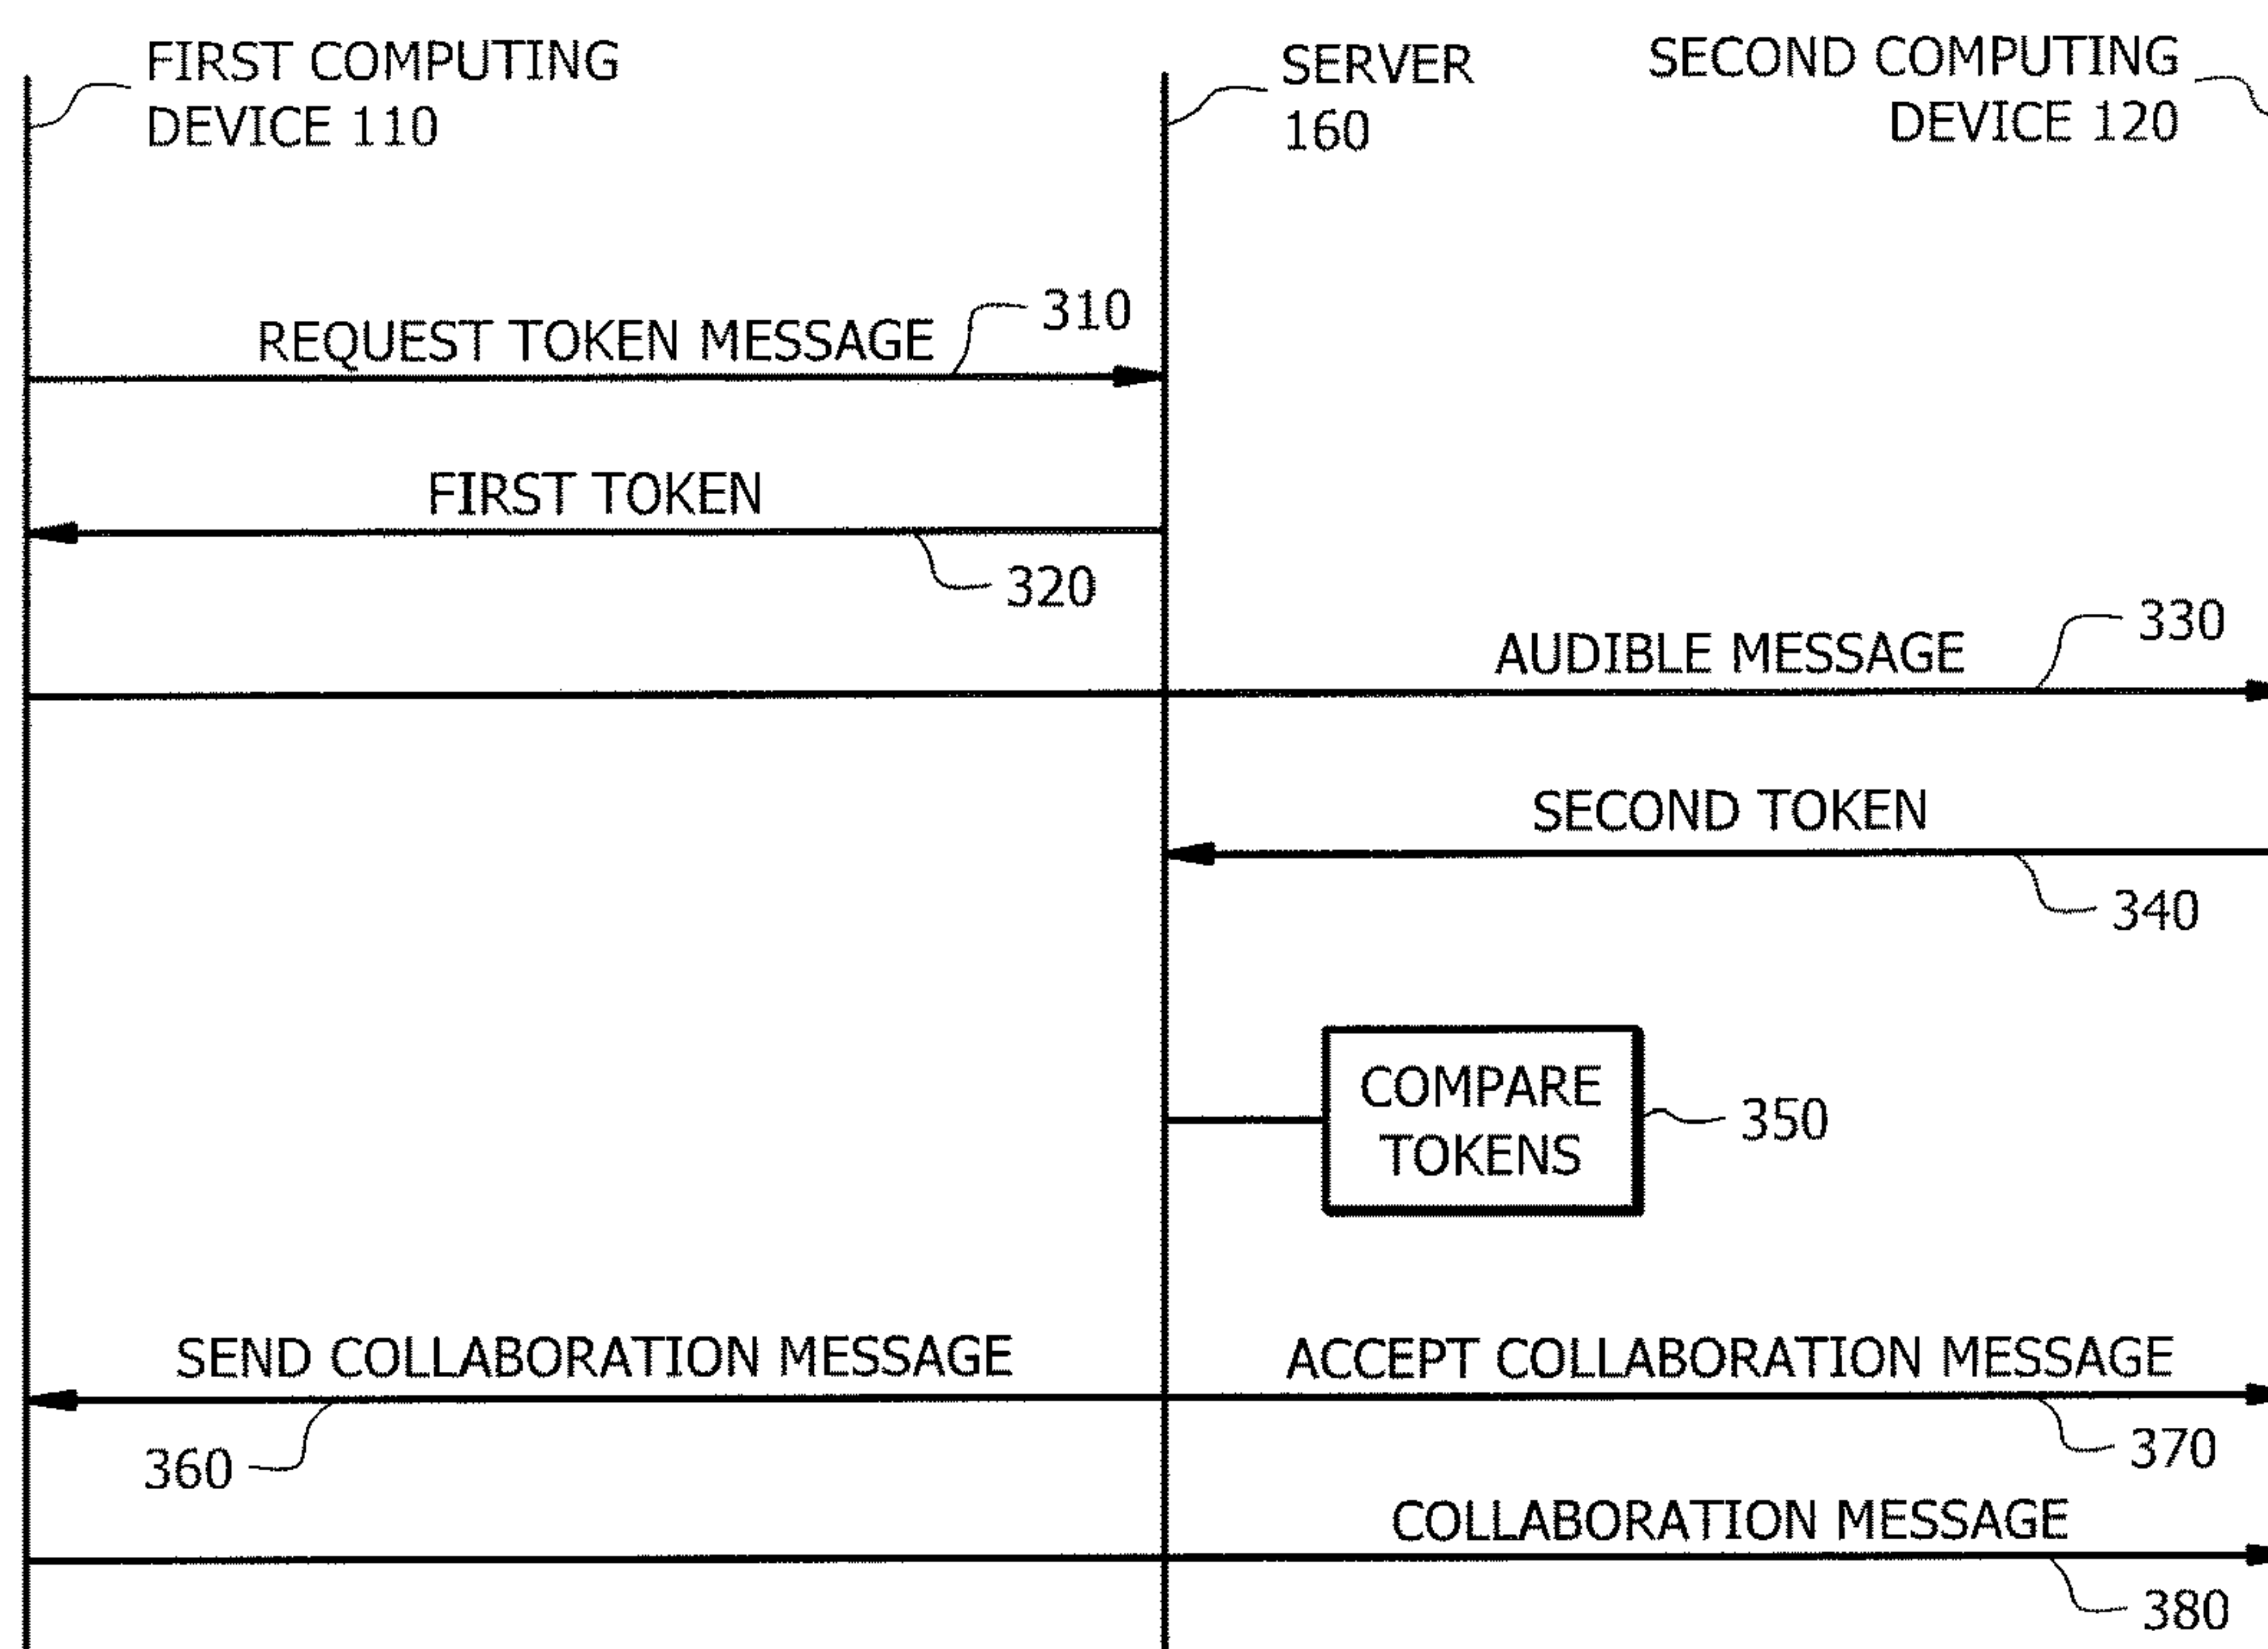 FIRST COMPUTING
DEVICE 110
SERVER
160
SECOND COMPUTING
DEVICE 120
310
REQUEST TOKEN MESSAGE
FIRST TOKEN
320
330
AUDIBLE MESSAGE
SECOND TOKEN
340
COMPARE
TOKENS
350
SEND COLLABORATION MESSAGE
ACCEPT COLLABORATION MESSAGE
360
370
COLLABORATION MESSAGE
380